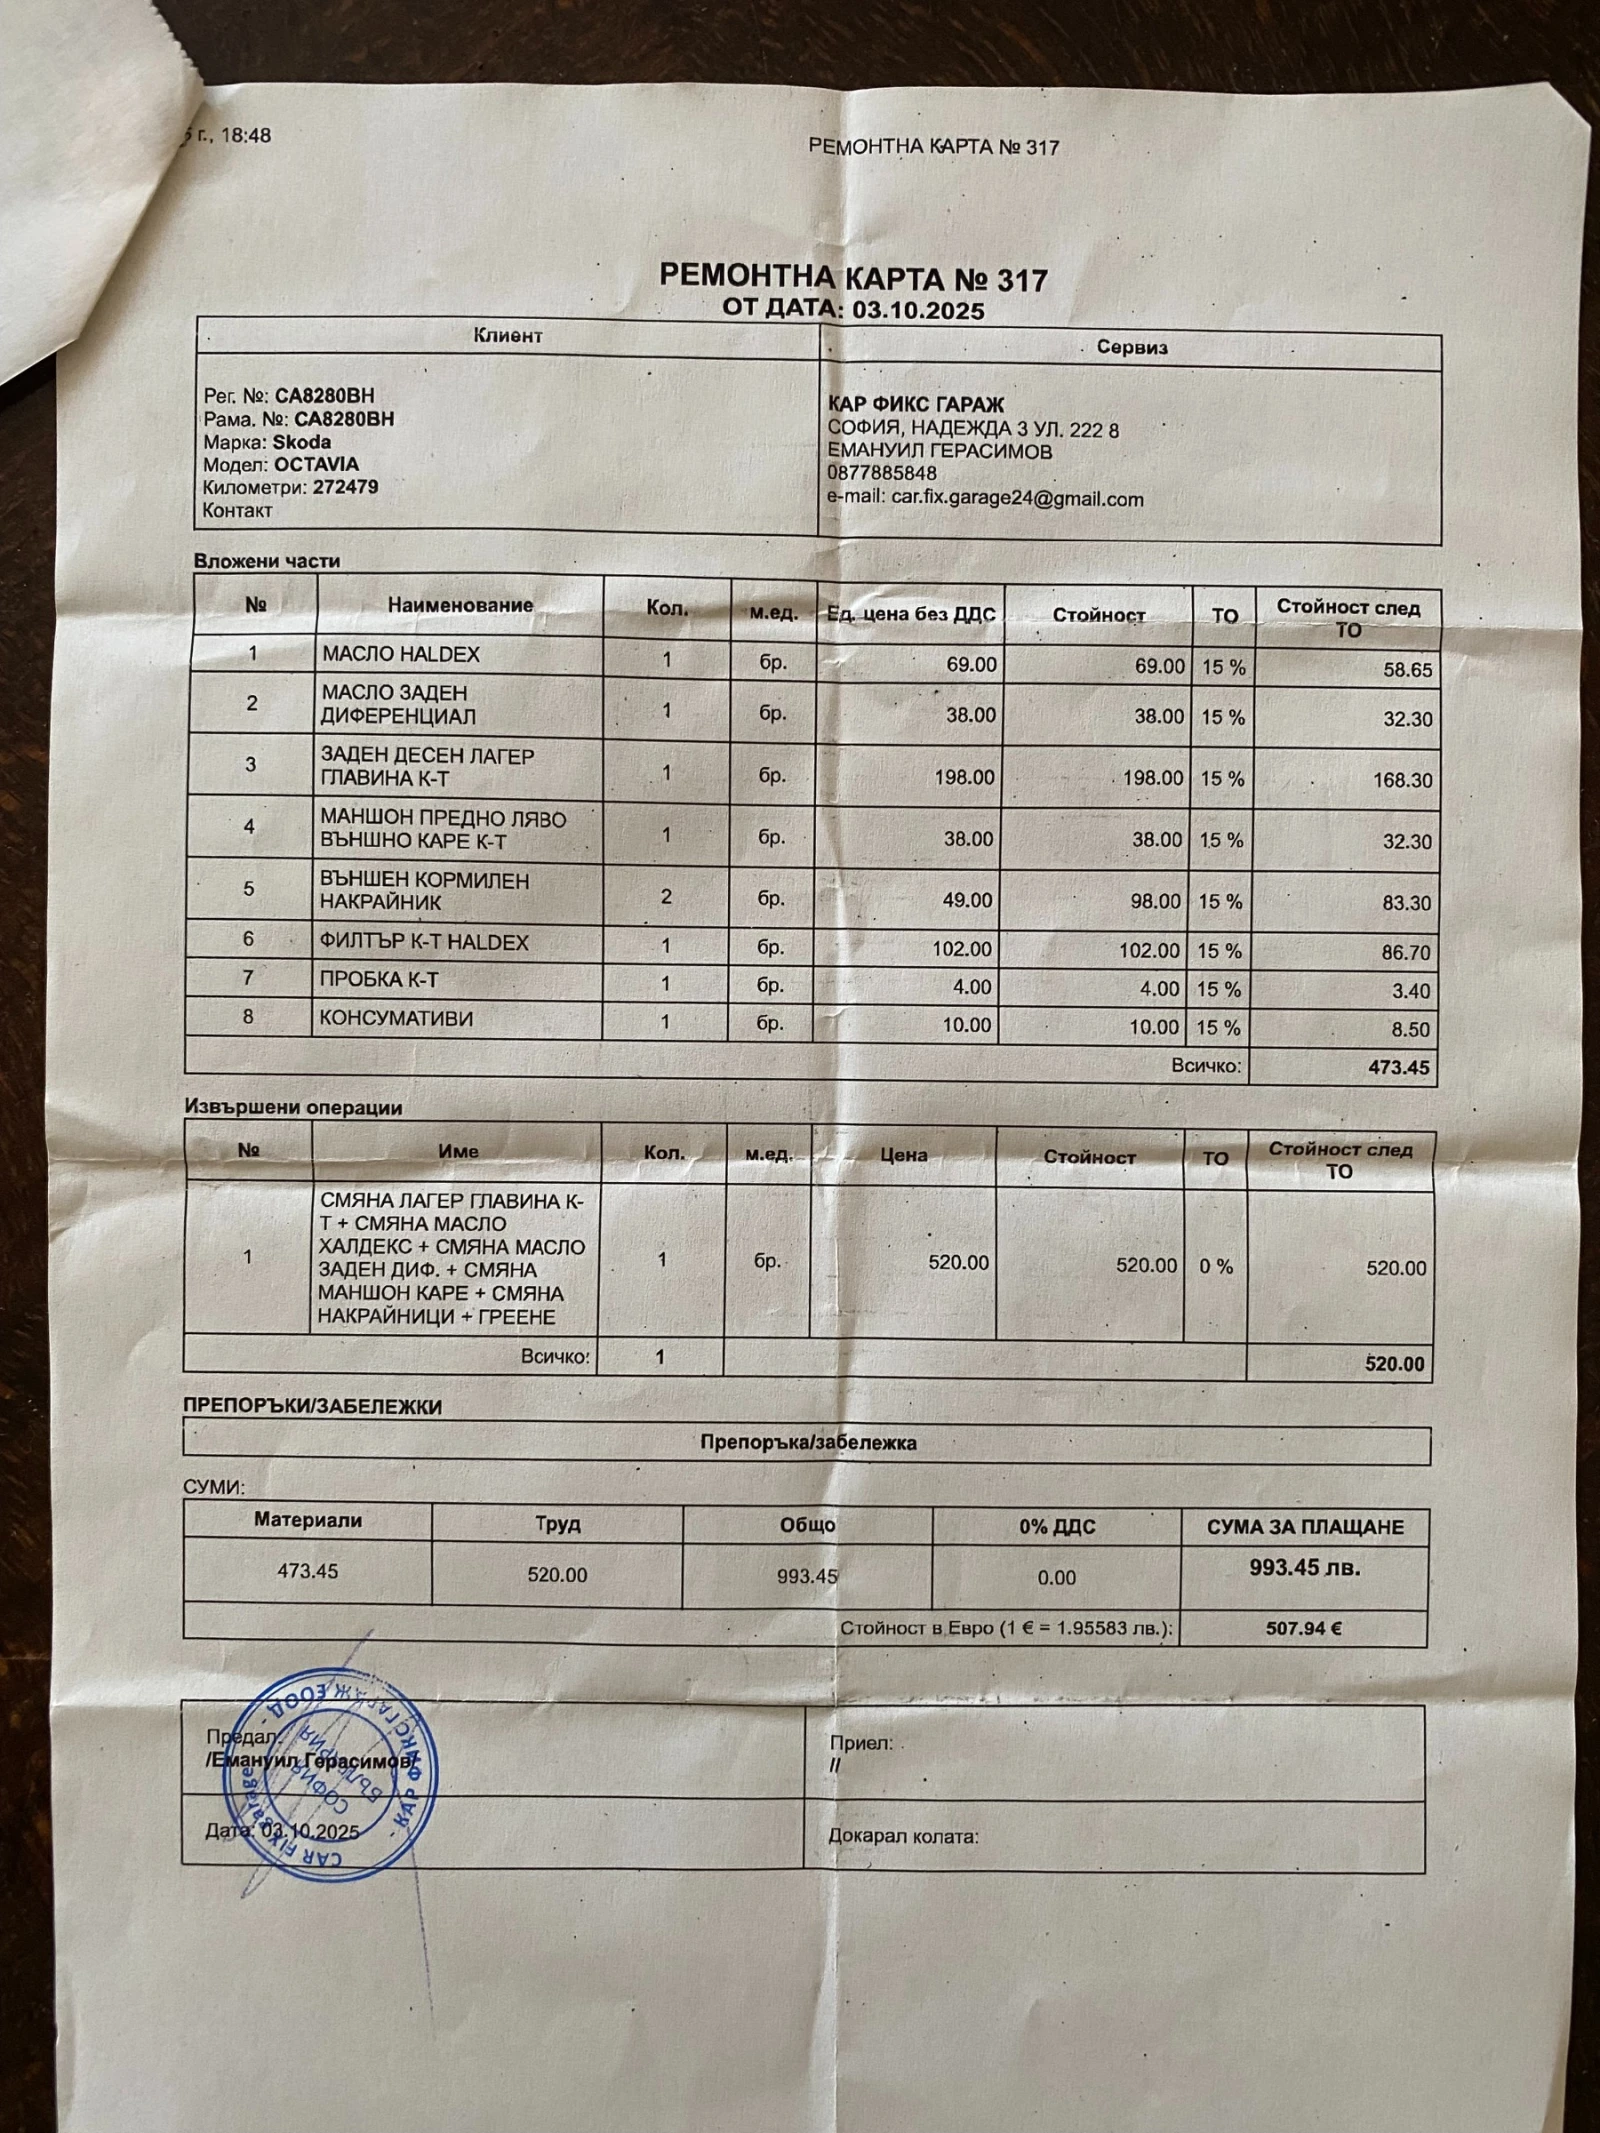 г., 18:48
РЕМОНТНА КАРТА № 317
РЕМОНТНА КАРТА № 317
ОТ ДАТА: 03.10.2025
Клиент
Сервиз
Рег. №: CA8280BH
Рама. №: CA8280BH
Марка: Skoda
Модел: OCTAVIA
Километри: 272479
Контакт
КАР ФИКС ГАРАЖ
СОФИЯ, НАДЕЖДА 3 УЛ. 222 8
ЕМАНУИЛ ГЕРАСИМОВ
0877885848
e-mail: car.fix.garage24@gmail.com
Вложени части
№ Наименование Кол. м.ед. Ед. цена без ДДС Стойност ТО Стойност след
ТО
1 МАСЛО HALDEX 1 бр. 69.00 69.00 15 % 58.65
2 МАСЛО ЗАДЕН
ДИФЕРЕНЦИАЛ 1 бр. 38.00 38.00 15 % 32.30
3 ЗАДЕН ДЕСЕН ЛАГЕР
ГЛАВИНА К-Т 1 бр. 198.00 198.00 15 % 168.30
4 МАНШОН ПРЕДНО ЛЯВО
ВЪНШНО КАРЕ К-Т 1 бр. 38.00 38.00 15 % 32.30
5 ВЪНШЕН КОРМИЛЕН
НАКРАЙНИК 2 бр. 49.00 98.00 15 % 83.30
6 ФИЛТЪР К-Т HALDEX 1 бр. 102.00 102.00 15 % 86.70
7 ПРОБКА К-Т 1 бр. 4.00 4.00 15 % 3.40
8 КОНСУМАТИВИ 1 бр. 10.00 10.00 15 % 8.50
Всичко: 473.45
Извършени операции
№ Име Кол. м.ед. Цена Стойност ТО Стойност след
ТО
1 СМЯНА ЛАГЕР ГЛАВИНА К-
Т + СМЯНА МАСЛО
ХАЛДЕКС + СМЯНА МАСЛО
ЗАДЕН ДИФ. + СМЯНА
МАНШОН КАРЕ + СМЯНА
НАКРАЙНИЦИ + ГРЕЕНЕ 1 бр. 520.00 520.00 0 % 520.00
Всичко: 1 520.00
ПРЕПОРЪКИ/ЗАБЕЛЕЖКИ
Препоръка/забележка
СУМИ:
Материали Труд Общо 0% ДДС СУМА ЗА ПЛАЩАНЕ
473.45 520.00 993.45 0.00 993.45 лв.
Стойност в Евро (1 € = 1.95583 лв.): 507.94 €
Предал:
/Емануил Герасимов/
Приел:
//
Дата: 03.10.2025
Докарал колата:
КАР ФИКС ГАРАЖ ЕООД
CAR FIX garage
СОФИЯ
БЪЛГАРИЯ